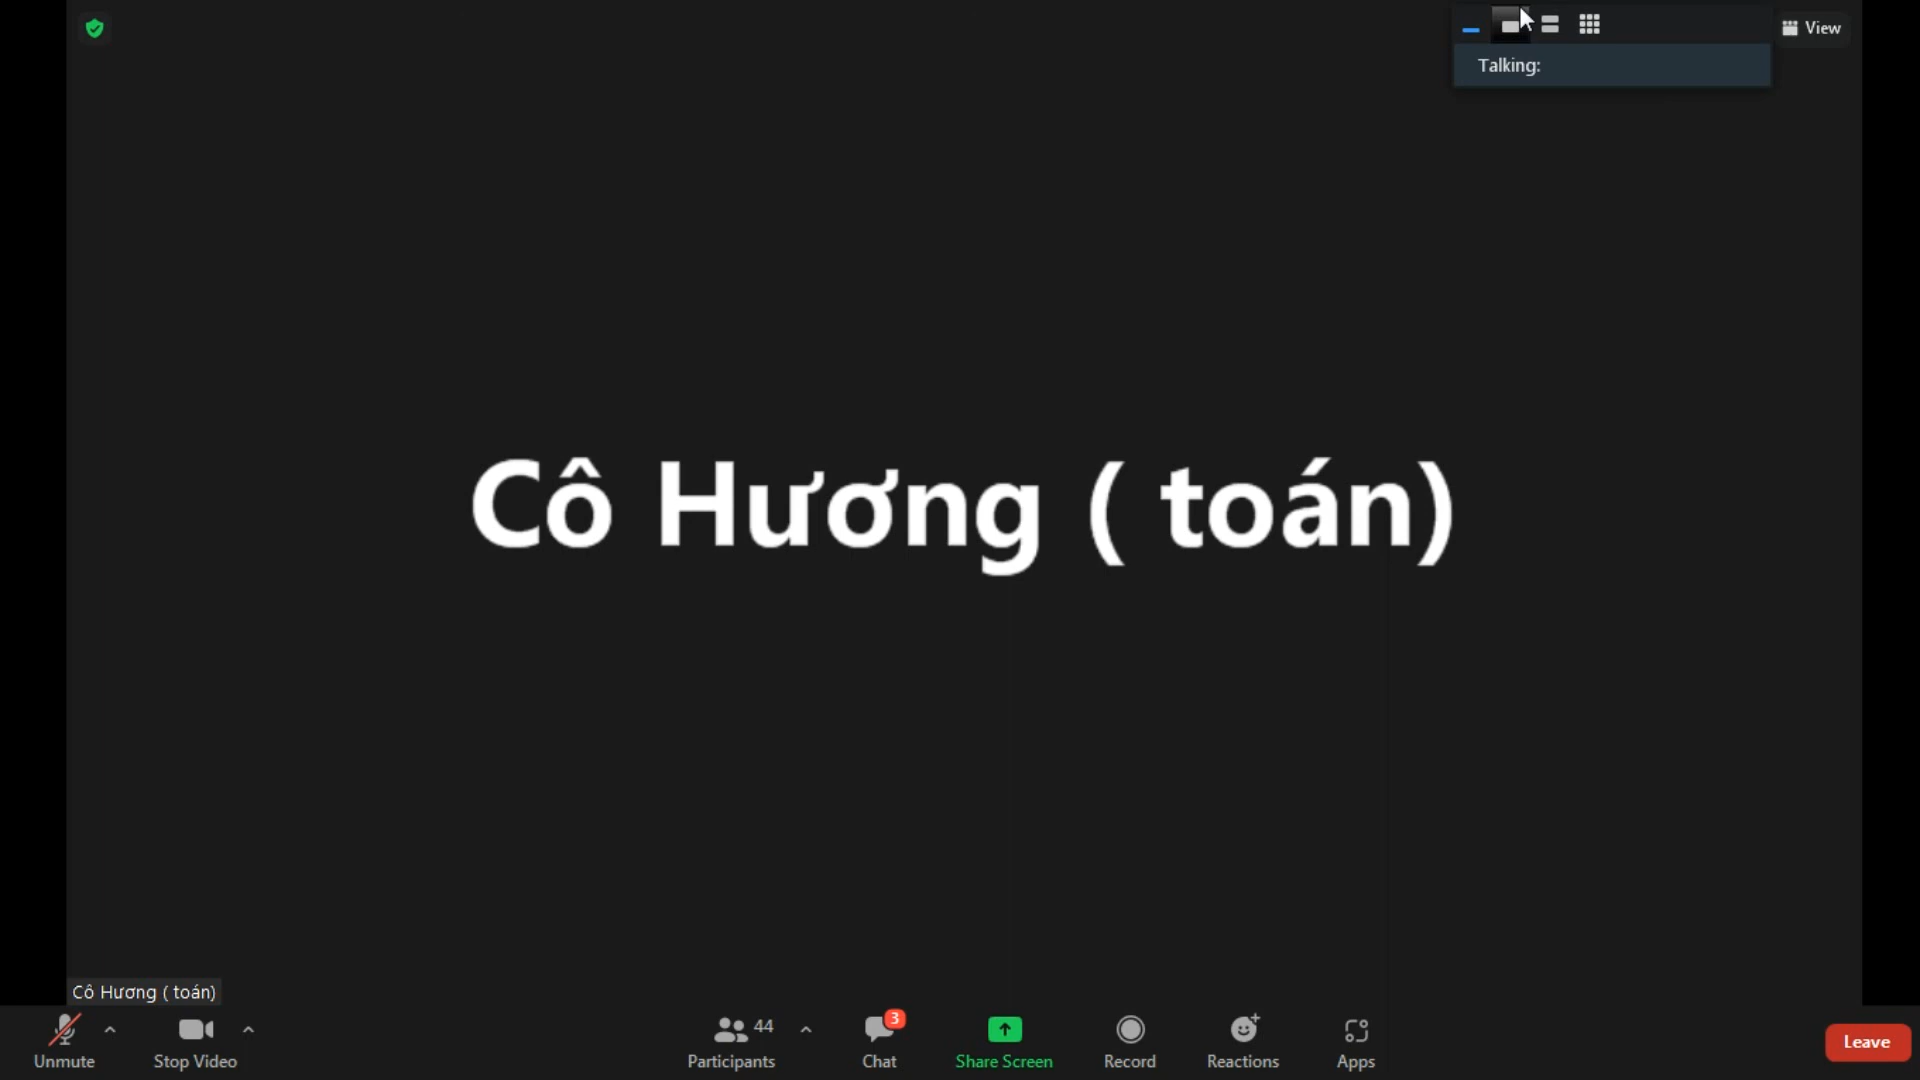 View
Talking:
Cô Hương ( toán)
Cô Hương ( toán)
Unmute
Stop Video
44
Participants
3
Chat
Share Screen
Record
Reactions
Apps
Leave